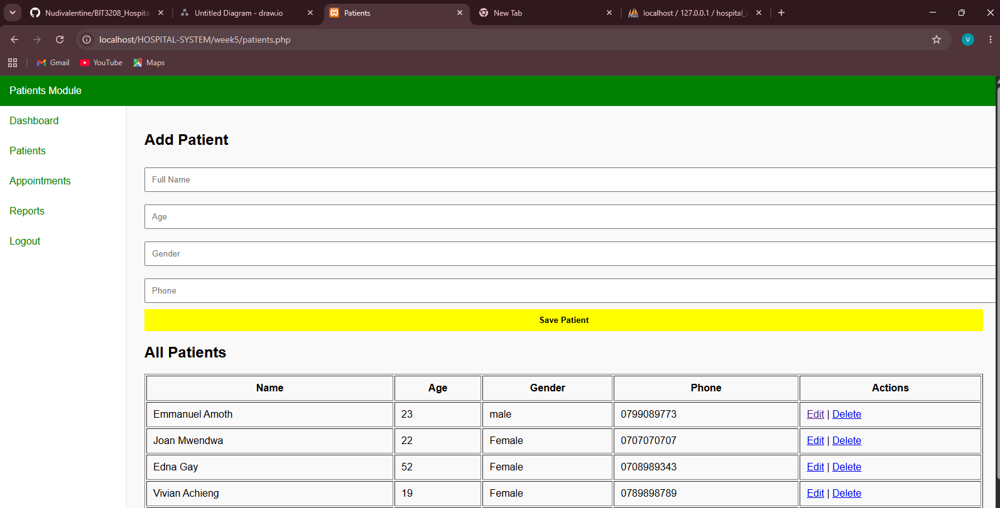 Nudivalentine/BIT3208_Hospita
Untitled Diagram - draw.io
Patients
New Tab
localhost / 127.0.0.1 / hospital_
localhost/HOSPITAL-SYSTEM/week5/patients.php
V
Gmail
YouTube
Maps
Patients Module
Dashboard
Patients
Appointments
Reports
Logout
Add Patient
Full Name
Age
Gender
Phone
Save Patient
All Patients
Name Age Gender Phone Actions
Emmanuel Amoth 23 male 0799089773 Edit | Delete
Joan Mwendwa 22 Female 0707070707 Edit | Delete
Edna Gay 52 Female 0708989343 Edit | Delete
Vivian Achieng 19 Female 0789898789 Edit | Delete